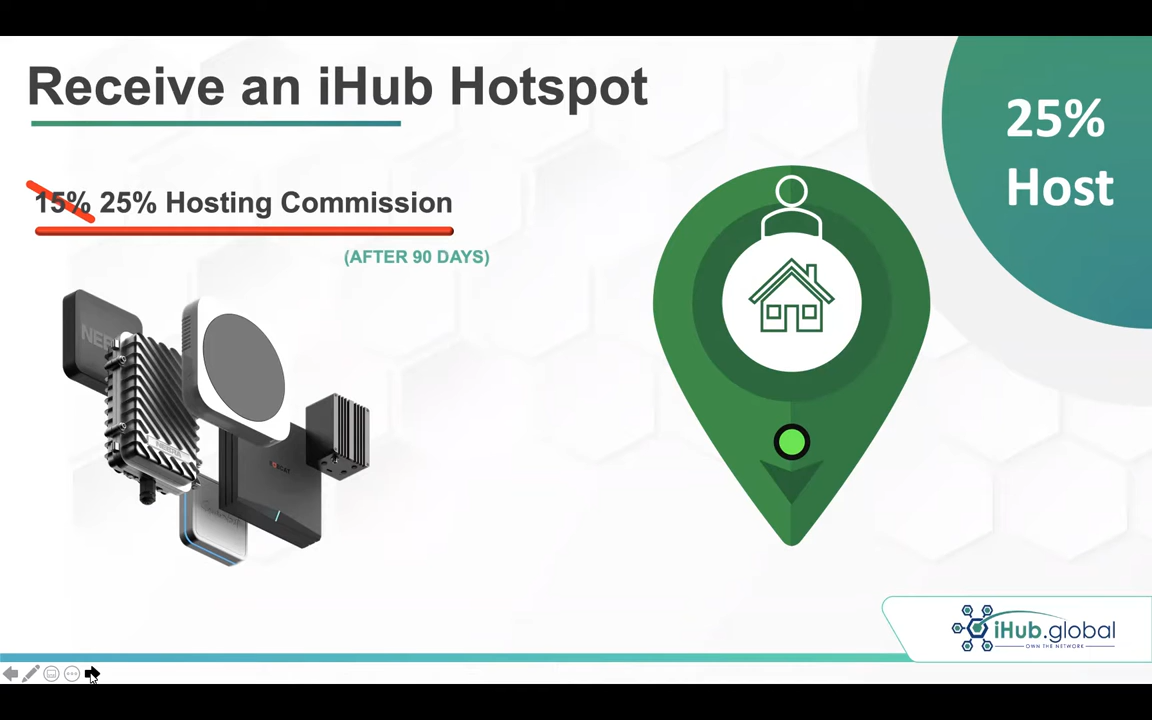 Receive an iHub Hotspot
25%
Host
15% 25% Hosting Commission
(AFTER 90 DAYS)
iHub.global
OWN THE NETWORK